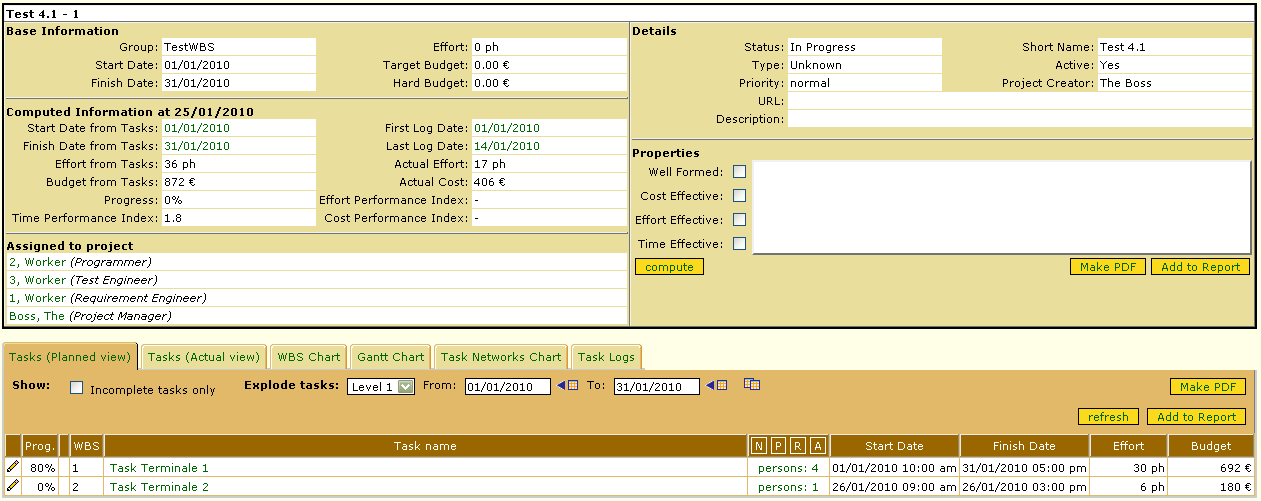 Test 4.1 - 1
Base Information
Group: TestWBS Effort: 0 ph
Start Date: 01/01/2010 Target Budget: 0.00 €
Finish Date: 31/01/2010 Hard Budget: 0.00 €
Computed Information at 25/01/2010
Start Date from Tasks: 01/01/2010 First Log Date: 01/01/2010
Finish Date from Tasks: 31/01/2010 Last Log Date: 14/01/2010
Effort from Tasks: 36 ph Actual Effort: 17 ph
Budget from Tasks: 872 € Actual Cost: 406 €
Progress: 0% Effort Performance Index: -
Time Performance Index: 1.8 Cost Performance Index: -
Assigned to project
2, Worker (Programmer)
3, Worker (Test Engineer)
1, Worker (Requirement Engineer)
Boss, The (Project Manager)
Details
Status: In Progress Short Name: Test 4.1
Type: Unknown Active: Yes
Priority: normal Project Creator: The Boss
URL:
Description:
Properties
Well Formed:
Cost Effective:
Effort Effective:
Time Effective:
compute Make PDF Add to Report
Tasks (Planned view) Tasks (Actual view) WBS Chart Gantt Chart Task Networks Chart Task Logs
Show: Incomplete tasks only Explode tasks: Level 1 From: 01/01/2010 To: 31/01/2010 Make PDF
refresh Add to Report
Prog. WBS Task name N P R A Start Date Finish Date Effort Budget
80% 1 Task Terminale 1 persons: 4 01/01/2010 10:00 am 31/01/2010 05:00 pm 30 ph 692 €
0% 2 Task Terminale 2 persons: 1 26/01/2010 09:00 am 26/01/2010 03:00 pm 6 ph 180 €